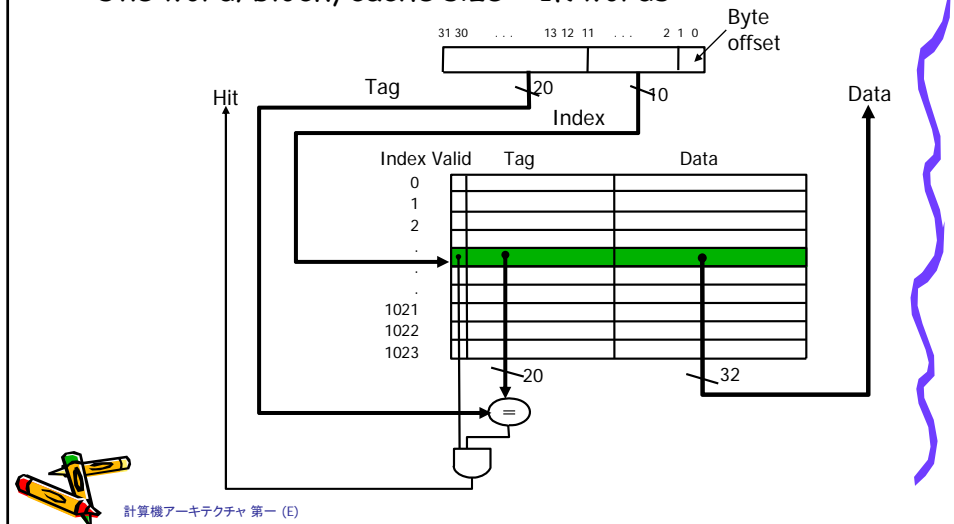 One word/block, cache size = 1K words
Byte
offset
31 30 . . . 13 12 11 . . . 2 1 0
20
10
Tag
Index
Hit
Data
Index Valid Tag Data
0
1
2
.
.
.
1021
1022
1023
20
32
=
計算機アーキテクチャ 第一 (E)